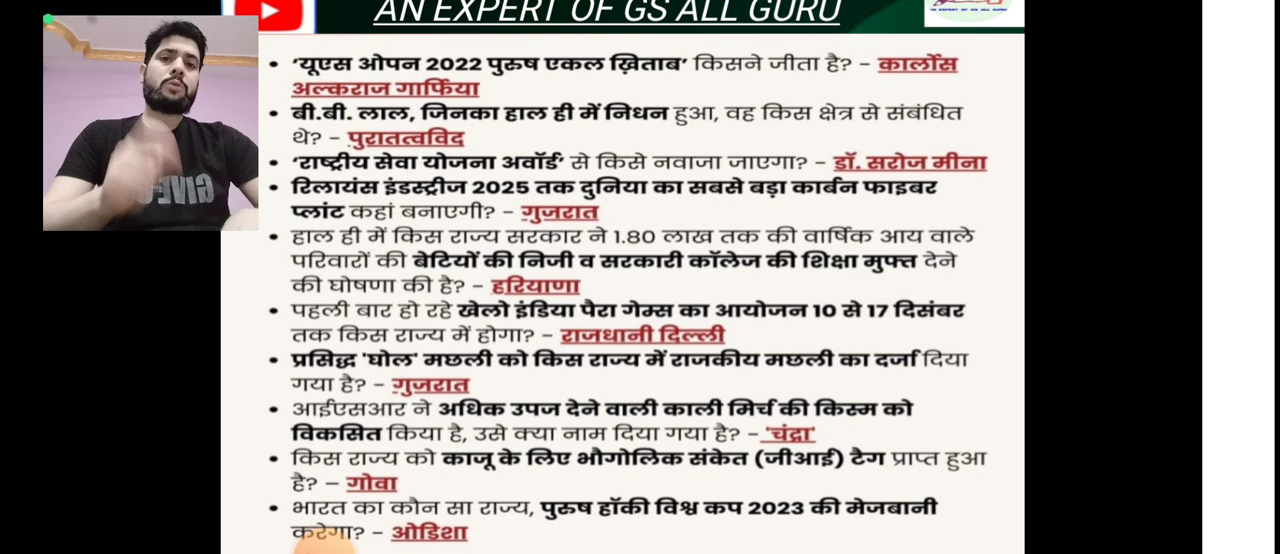 AN EXPERT OF GS ALL GURU
• ‘यूएस ओपन 2022 पुरुष एकल ख़िताब’ किसने जीता है? – कार्लोस
अल्कराज गार्फिया
• बी.बी. लाल, जिनका हाल ही में निधन हुआ, वह किस क्षेत्र से संबंधित
थे? – पुरातत्वविद
• ‘राष्ट्रीय सेवा योजना अवॉर्ड’ से किसे नवाजा जाएगा? – डॉ. सरोज मीना
• रिलायंस इंडस्ट्रीज 2025 तक दुनिया का सबसे बड़ा कार्बन फाइबर
प्लांट कहां बनाएगी? – गुजरात
• हाल ही में किस राज्य सरकार ने 1.80 लाख तक की वार्षिक आय वाले
परिवारों की बेटियों की निजी व सरकारी कॉलेज की शिक्षा मुफ्त देने
की घोषणा की है? – हरियाणा
• पहली बार हो रहे खेलो इंडिया पैरा गेम्स का आयोजन 10 से 17 दिसंबर
तक किस राज्य में होगा? – राजधानी दिल्ली
• प्रसिद्ध 'घोल' मछली को किस राज्य में राजकीय मछली का दर्जा दिया
गया है? – गुजरात
• आईएसआर ने अधिक उपज देने वाली काली मिर्च की किस्म को
विकसित किया है, उसे क्या नाम दिया गया है? – 'चंद्रा'
• किस राज्य को काजू के लिए भौगोलिक संकेत (जीआई) टैग प्राप्त हुआ
है? – गोवा
• भारत का कौन सा राज्य, पुरुष हॉकी विश्व कप 2023 की मेजबानी
करेगा? – ओडिशा